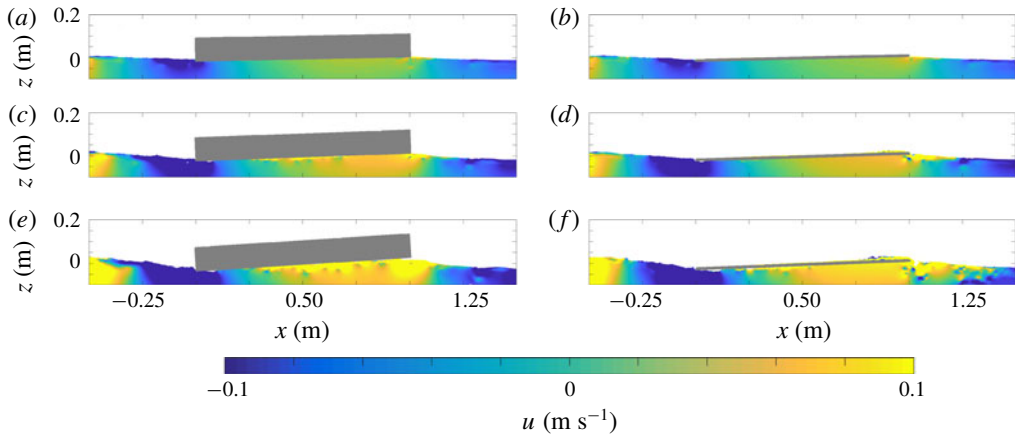 (a) 0.2 (b)
z (m) 0 z (m)
(c) 0.2 (d)
z (m) 0 z (m)
(e) 0.2 (f)
z (m) 0 z (m)
−0.25 0.50 1.25 −0.25 0.50 1.25
x (m) x (m)
−0.1 0 0.1
u (m s⁻¹)